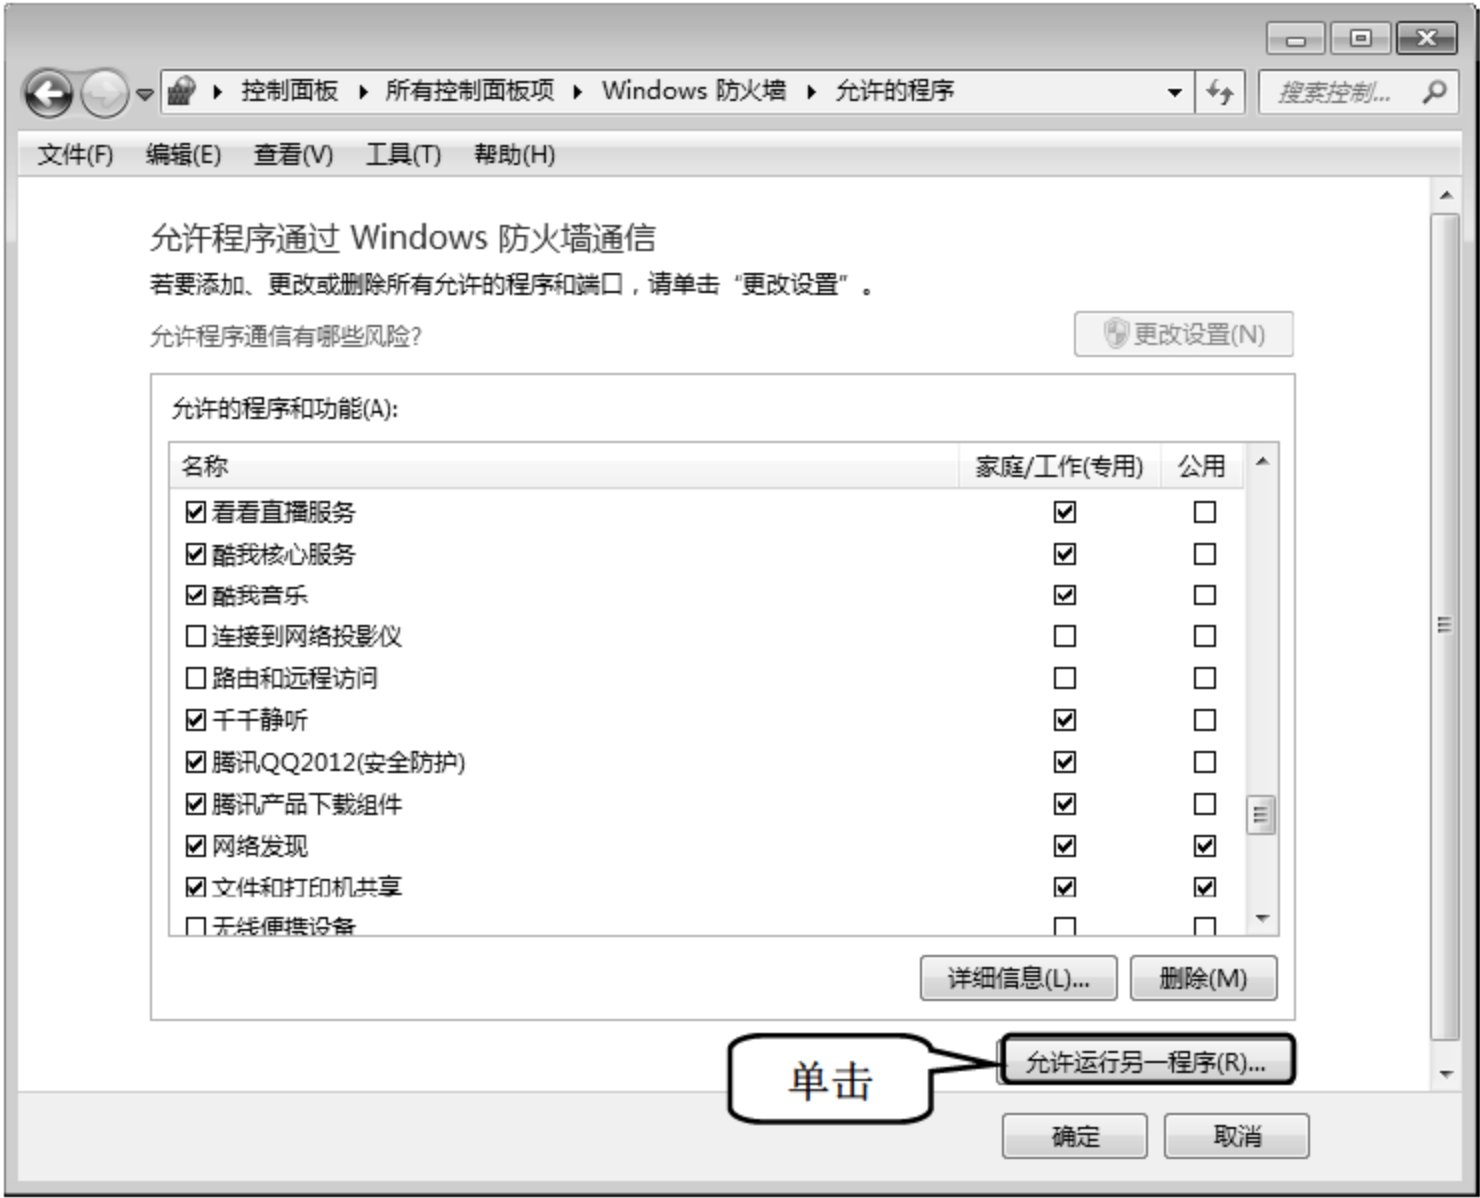 控制面板 所有控制面板项 Windows 防火墙 允许的程序 搜索控制...
文件(F) 编辑(E) 查看(V) 工具(T) 帮助(H)
允许程序通过 Windows 防火墙通信
若要添加、更改或删除所有允许的程序和端口，请单击“更改设置”。
允许程序通信有哪些风险?
更改设置(N)
允许的程序和功能(A):
名称 家庭/工作(专用) 公用
看看直播服务
酷我核心服务
酷我音乐
连接到网络投影仪
路由和远程访问
千千静听
腾讯QQ2012(安全防护)
腾讯产品下载组件
网络发现
文件和打印机共享
无线便携设备
详细信息(L)... 删除(M)
单击 允许运行另一程序(R)...
确定 取消